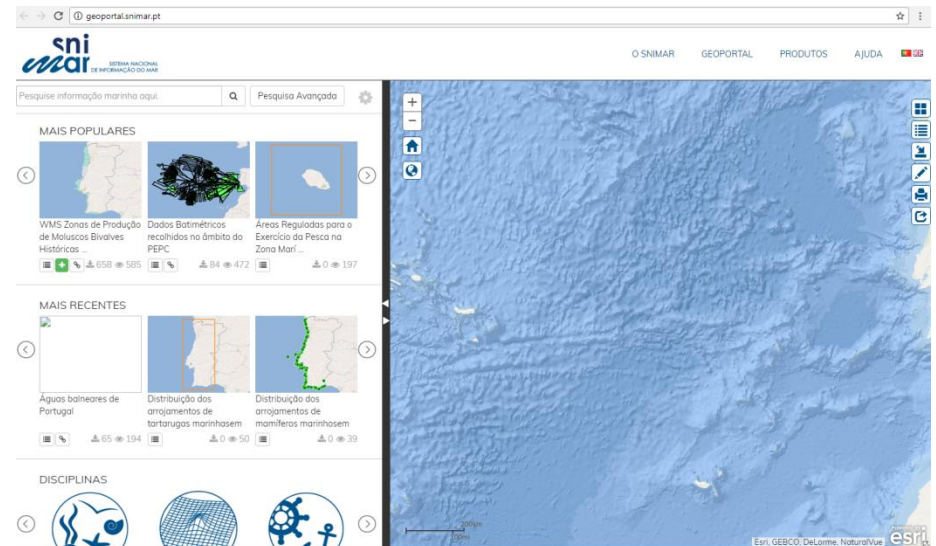 geoportal.snimar.pt
sni
mar
SISTEMA NACIONAL
DE INFORMAÇÃO DO MAR
O SNIMAR GEOPORTAL PRODUTOS AJUDA
Pesquise informação marinha aqui. Pesquisa Avançada
MAIS POPULARES
WMS Zonas de Produção
de Moluscos Bivalves
Históricas ...
658 585
Dados Batimétricos
recolhidos no âmbito do
PEPC
84 472
Áreas Reguladas para o
Exercício da Pesca na
Zona Marí ...
0 197
MAIS RECENTES
Águas balneares de
Portugal
65 194
Distribuição dos
arrojamentos de
tartarugas marinhasem
0 50
Distribuição dos
arrojamentos de
mamíferos marinhasem
0 39
DISCIPLINAS
200km
Esri, GEBCO, DeLorme, NaturalVue
esri